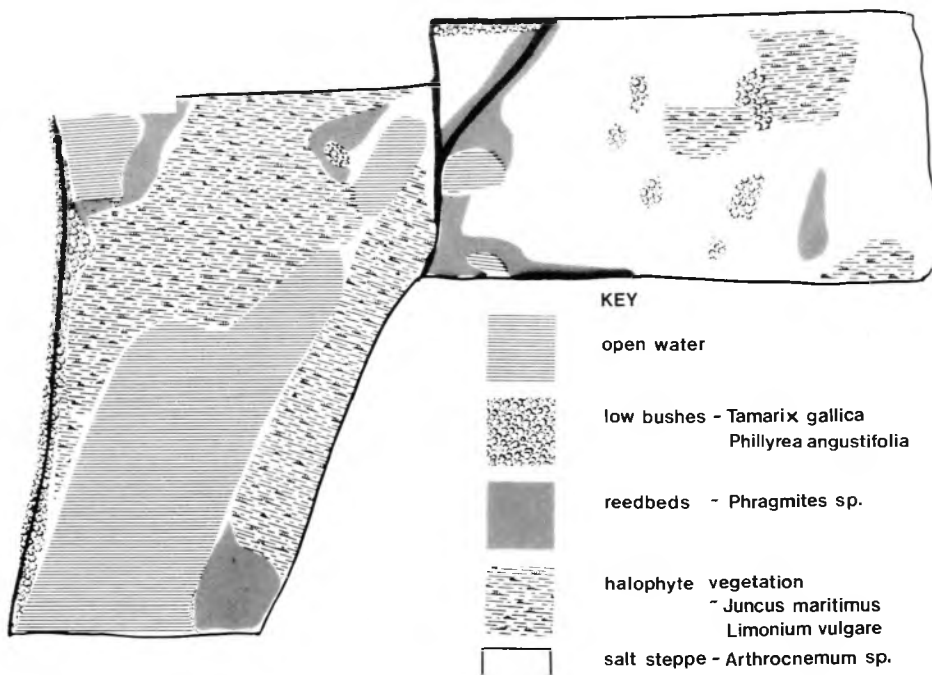 KEY
open water
low bushes - Tamarix gallica
Phillyrea angustifolia
reedbeds - Phragmites sp.
halophyte vegetation
- Juncus maritimus
Limonium vulgare
salt steppe - Arthrocnemum sp.